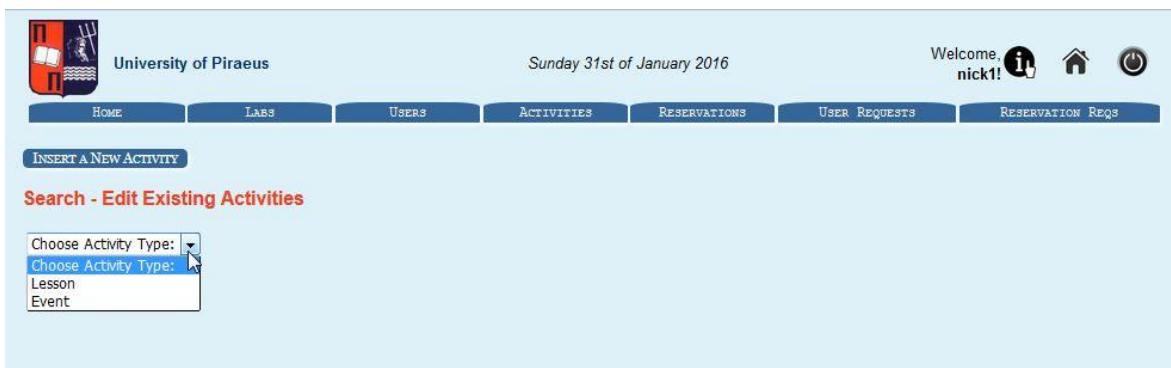 Π
Π
University of Piraeus
Sunday 31st of January 2016
Welcome,
nick1!
HOME LABS USERS ACTIVITIES RESERVATIONS USER REQUESTS RESERVATION REQS
INSERT A NEW ACTIVITY
Search - Edit Existing Activities
Choose Activity Type:
Choose Activity Type:
Lesson
Event